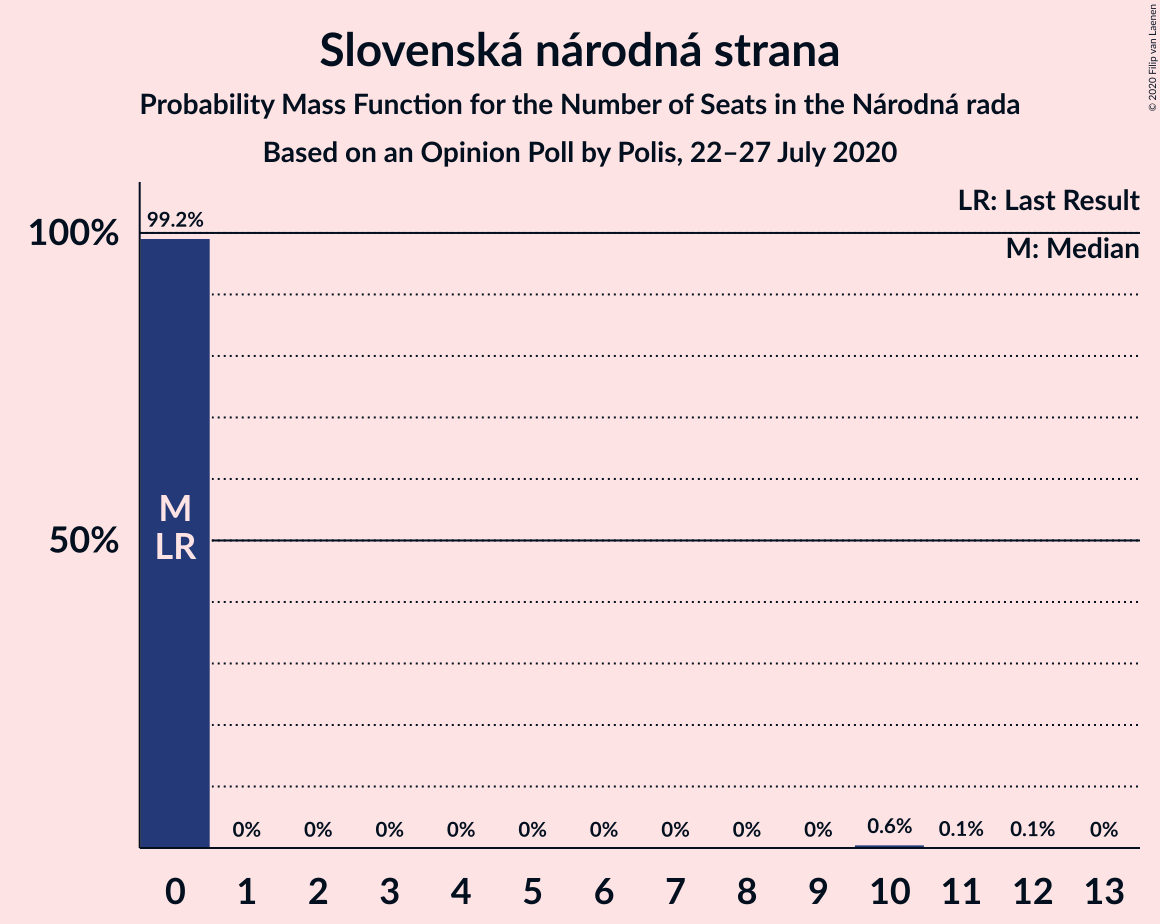 Slovenská národná strana
Probability Mass Function for the Number of Seats in the Národná rada
Based on an Opinion Poll by Polis, 22–27 July 2020
© 2020 Filip van Laenen
LR: Last Result
M: Median
99.2%
100%
50%
M
LR
0% 0% 0% 0% 0% 0% 0% 0% 0% 0.6% 0.1% 0.1% 0%
0 1 2 3 4 5 6 7 8 9 10 11 12 13